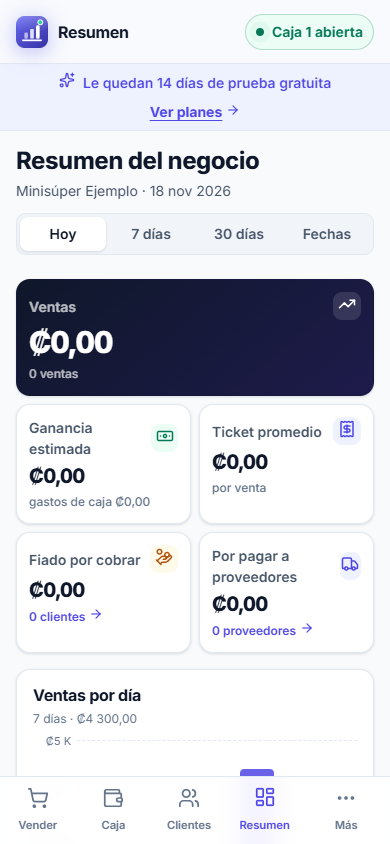 Resumen
Caja 1 abierta
Le quedan 14 días de prueba gratuita
Ver planes →
Resumen del negocio
Minisúper Ejemplo · 18 nov 2026
Hoy
7 días
30 días
Fechas
Ventas
₡0,00
0 ventas
Ganancia
estimada
₡0,00
gastos de caja ₡0,00
Ticket promedio
₡0,00
por venta
Fiado por cobrar
₡0,00
0 clientes →
Por pagar a
proveedores
₡0,00
0 proveedores →
Ventas por día
7 días · ₡4 300,00
₡5 K
Vender
Caja
Clientes
Resumen
Más